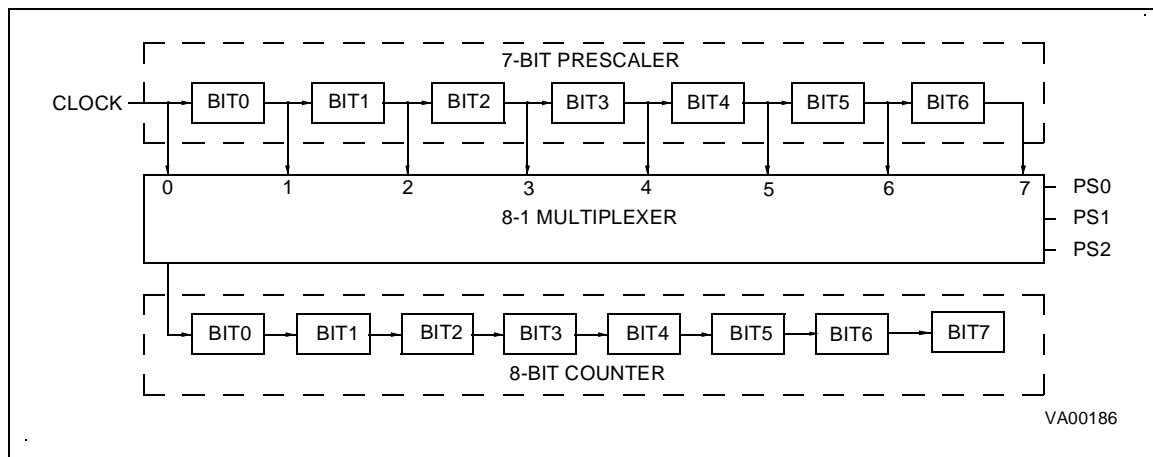 7-BIT PRESCALER
CLOCK BIT0 BIT1 BIT2 BIT3 BIT4 BIT5 BIT6
0 1 2 3 4 5 6 7 PS0
8-1 MULTIPLEXER PS1
PS2
BIT0 BIT1 BIT2 BIT3 BIT4 BIT5 BIT6 BIT7
8-BIT COUNTER
VA00186